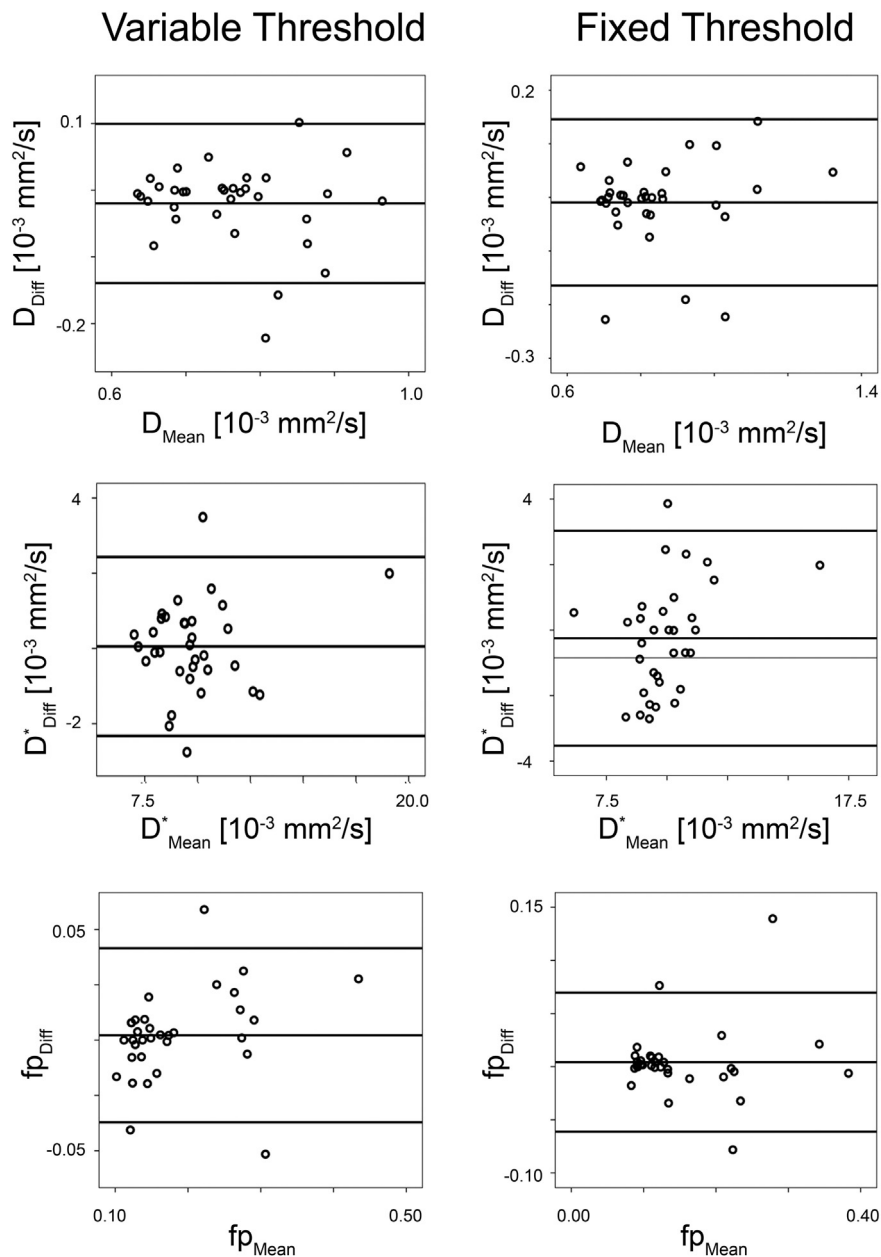 Variable Threshold Fixed Threshold
0.1
-0.2
D_Diff [10^-3 mm^2/s]
0.6 1.0
D_Mean [10^-3 mm^2/s]
0.2
-0.3
D_Diff [10^-3 mm^2/s]
0.6 1.4
D_Mean [10^-3 mm^2/s]
4
-2
D^*_Diff [10^-3 mm^2/s]
7.5 20.0
D^*_Mean [10^-3 mm^2/s]
4
-4
D^*_Diff [10^-3 mm^2/s]
7.5 17.5
D^*_Mean [10^-3 mm^2/s]
0.05
-0.05
fp_Diff
0.10 0.50
fp_Mean
0.15
-0.10
fp_Diff
0.00 0.40
fp_Mean